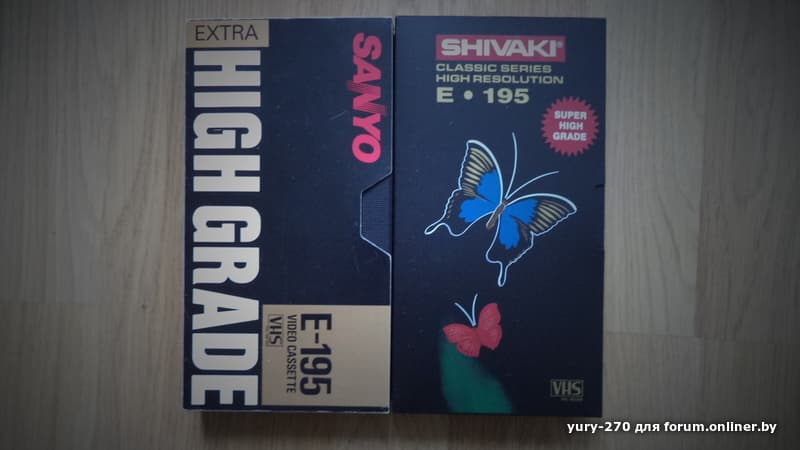 EXTRA
HIGH GRADE
SANYO
E-195
VIDEO CASSETTE
VHS
SHIVAKI
CLASSIC SERIES
HIGH RESOLUTION
E • 195
SUPER
HIGH
GRADE
VHS
yury-270 для forum.onliner.by